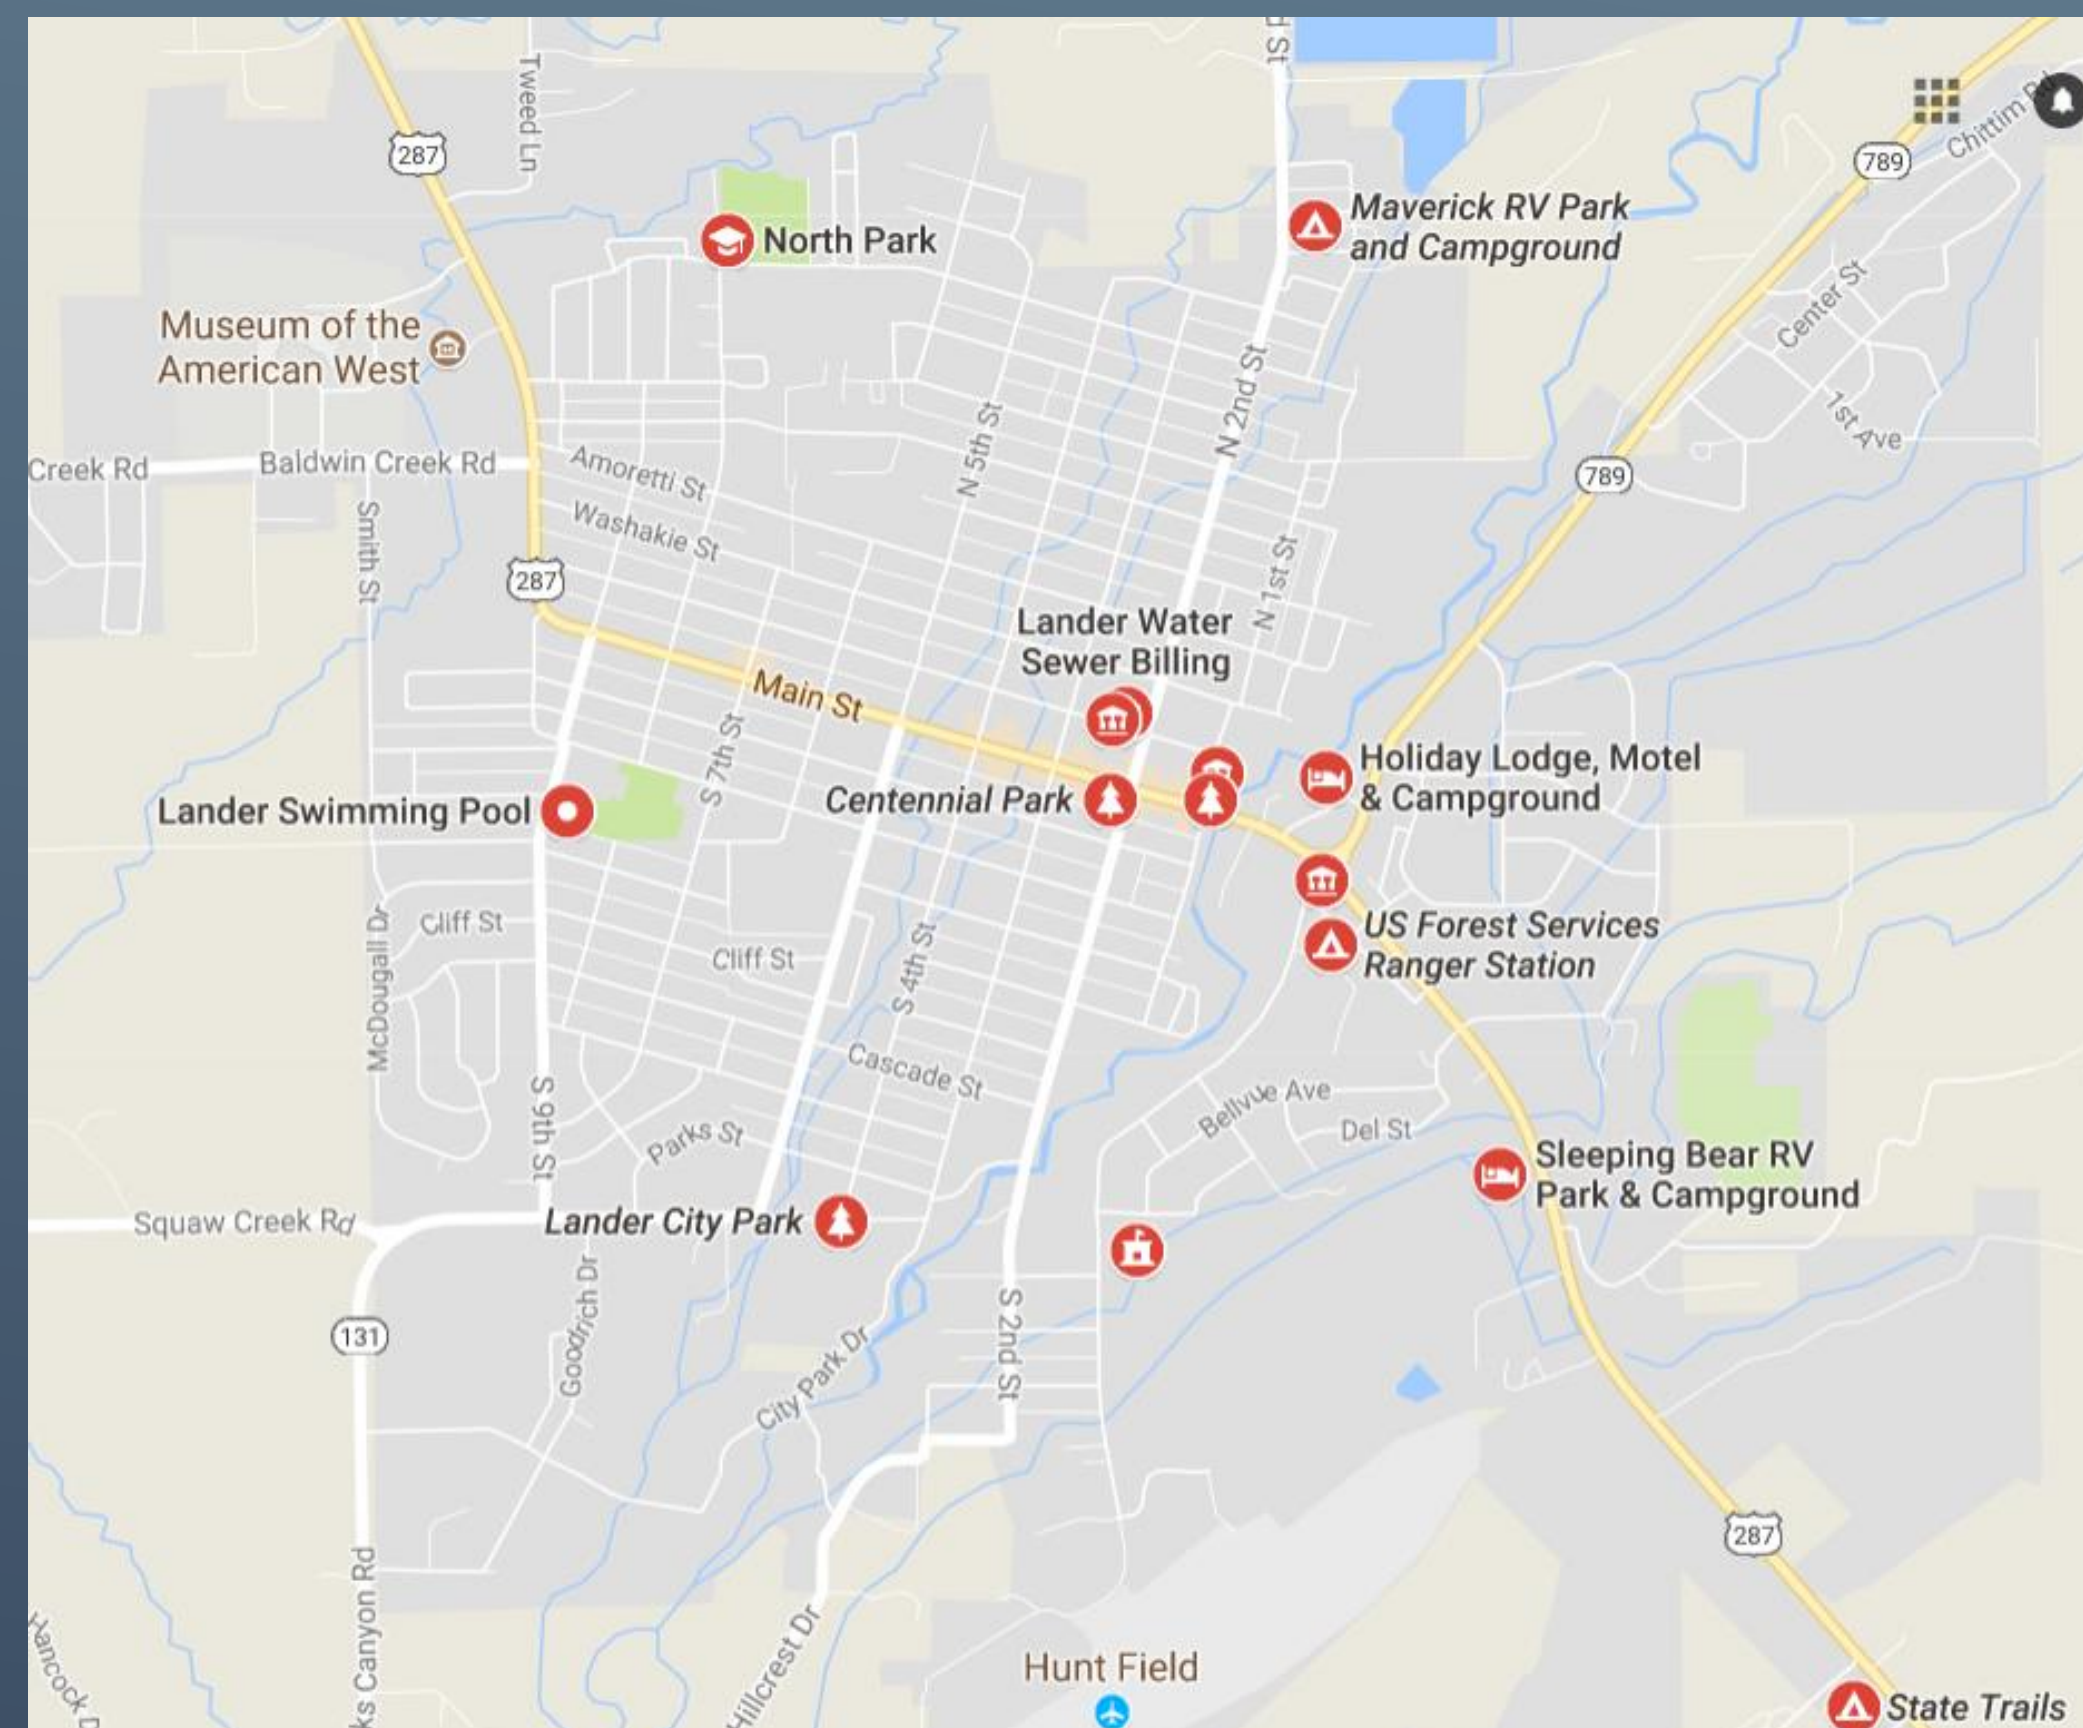 Tweed Ln
287
789
Chittim
Maverick RV Park
and Campground
North Park
Museum of the
American West
Center St
N 2nd St
N 5th St
1st Ave
Creek Rd
Baldwin Creek Rd
Amoretti St
789
Washakie St
Smith St
287
N 1st St
Lander Water
Sewer Billing
Main St
S 7th St
Holiday Lodge, Motel
& Campground
Centennial Park
Lander Swimming Pool
Cliff St
Cliff St
US Forest Services
Ranger Station
S 4th St
McDougall Dr
Cascade St
Bellvue Ave
Del St
S 9th St
Parks St
Sleeping Bear RV
Park & Campground
Squaw Creek Rd
Lander City Park
131
Goodrich Dr
S 2nd St
City Park Dr
287
ks Canyon Rd
Hancock
Hillcrest Dr
Hunt Field
State Trails